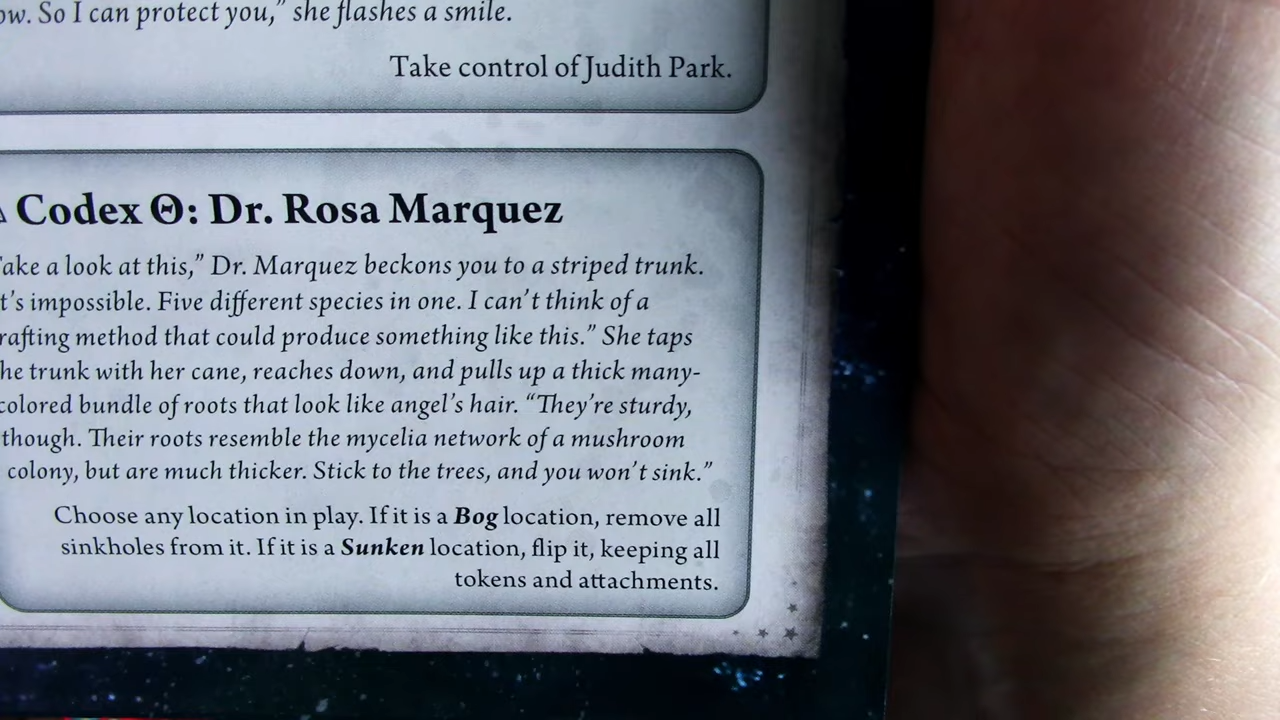 ow. So I can protect you,” she flashes a smile.
Take control of Judith Park.
Codex Θ: Dr. Rosa Marquez
ake a look at this,” Dr. Marquez beckons you to a striped trunk.
t’s impossible. Five different species in one. I can’t think of a
rafting method that could produce something like this.” She taps
he trunk with her cane, reaches down, and pulls up a thick many-
colored bundle of roots that look like angel’s hair. “They’re sturdy,
though. Their roots resemble the mycelia network of a mushroom
colony, but are much thicker. Stick to the trees, and you won’t sink.”
Choose any location in play. If it is a Bog location, remove all
sinkholes from it. If it is a Sunken location, flip it, keeping all
tokens and attachments.